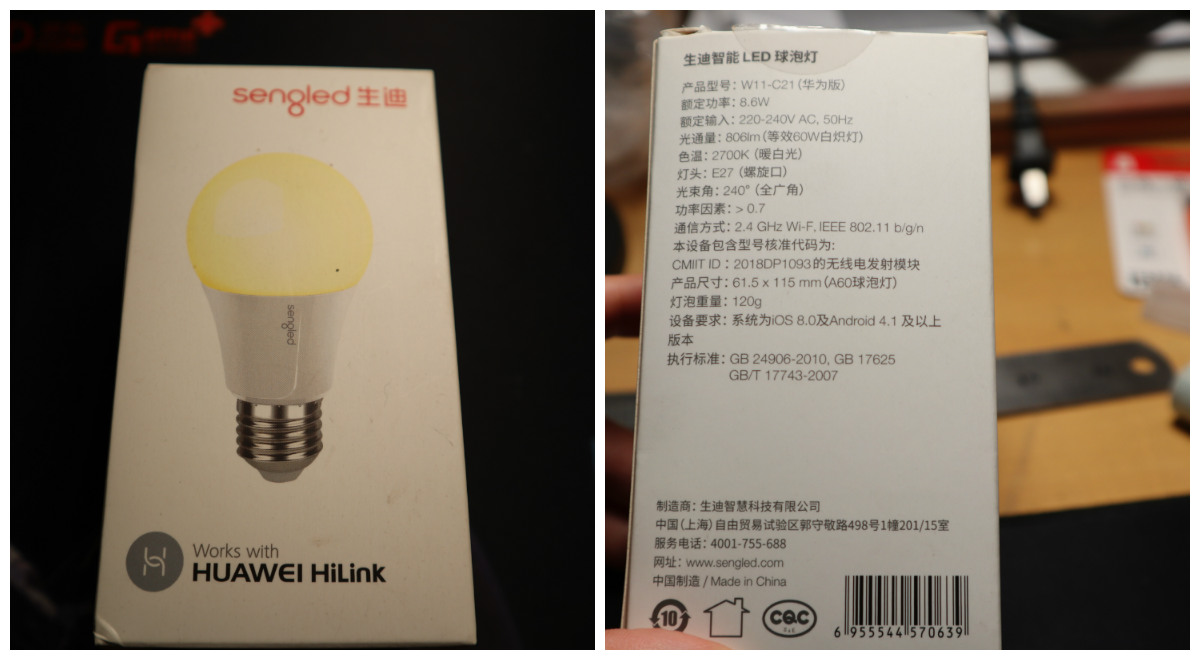 sengled 生迪
sengled
Works with
HUAWEI HiLink
生迪智能 LED 球泡灯
产品型号：W11-C21（华为版）
额定功率：8.6W
额定输入：220-240V AC, 50Hz
光通量：806lm（等效60W白炽灯）
色温：2700K（暖白光）
灯头：E27（螺旋口）
光束角：240°（全广角）
功率因素：> 0.7
通信方式：2.4 GHz Wi-F, IEEE 802.11 b/g/n
本设备包含型号核准代码为:
CMIIT ID：2018DP1093的无线电发射模块
产品尺寸：61.5 x 115 mm（A60球泡灯）
灯泡重量：120g
设备要求：系统为iOS 8.0及Android 4.1 及以上
版本
执行标准：GB 24906-2010, GB 17625
GB/T 17743-2007
制造商：生迪智慧科技有限公司
中国（上海）自由贸易试验区郭守敬路498号1幢201/15室
服务电话：4001-755-688
网址：www.sengled.com
中国制造 / Made in China
10
CQC
6 955544 570639